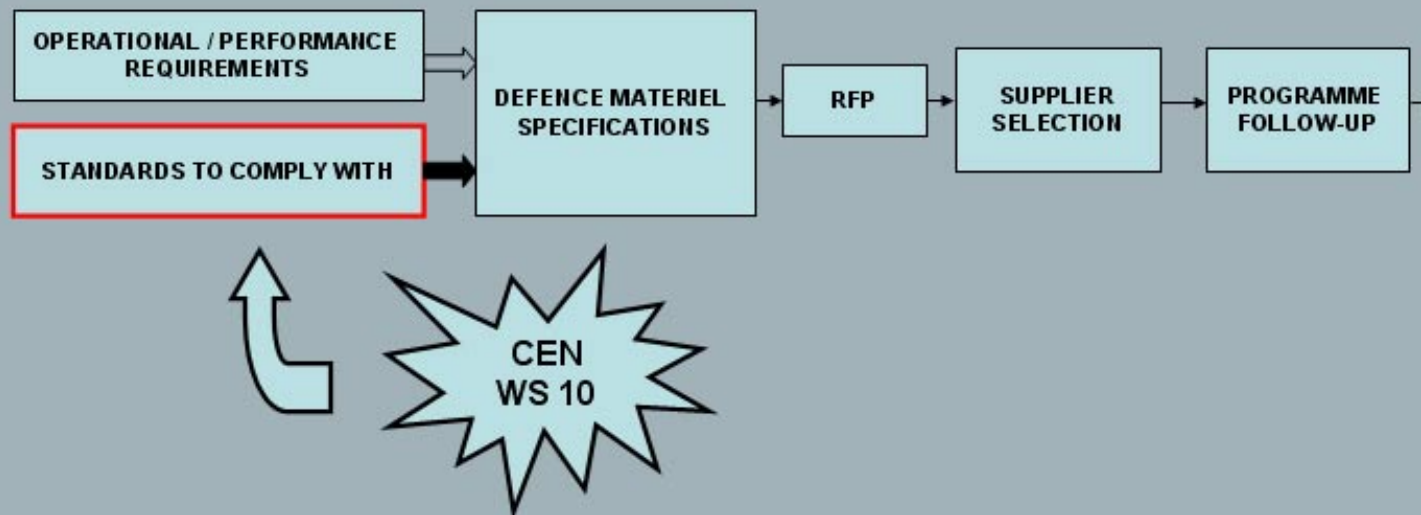 OPERATIONAL / PERFORMANCE
REQUIREMENTS
STANDARDS TO COMPLY WITH
DEFENCE MATERIEL
SPECIFICATIONS
RFP
SUPPLIER
SELECTION
PROGRAMME
FOLLOW-UP
CEN
WS 10